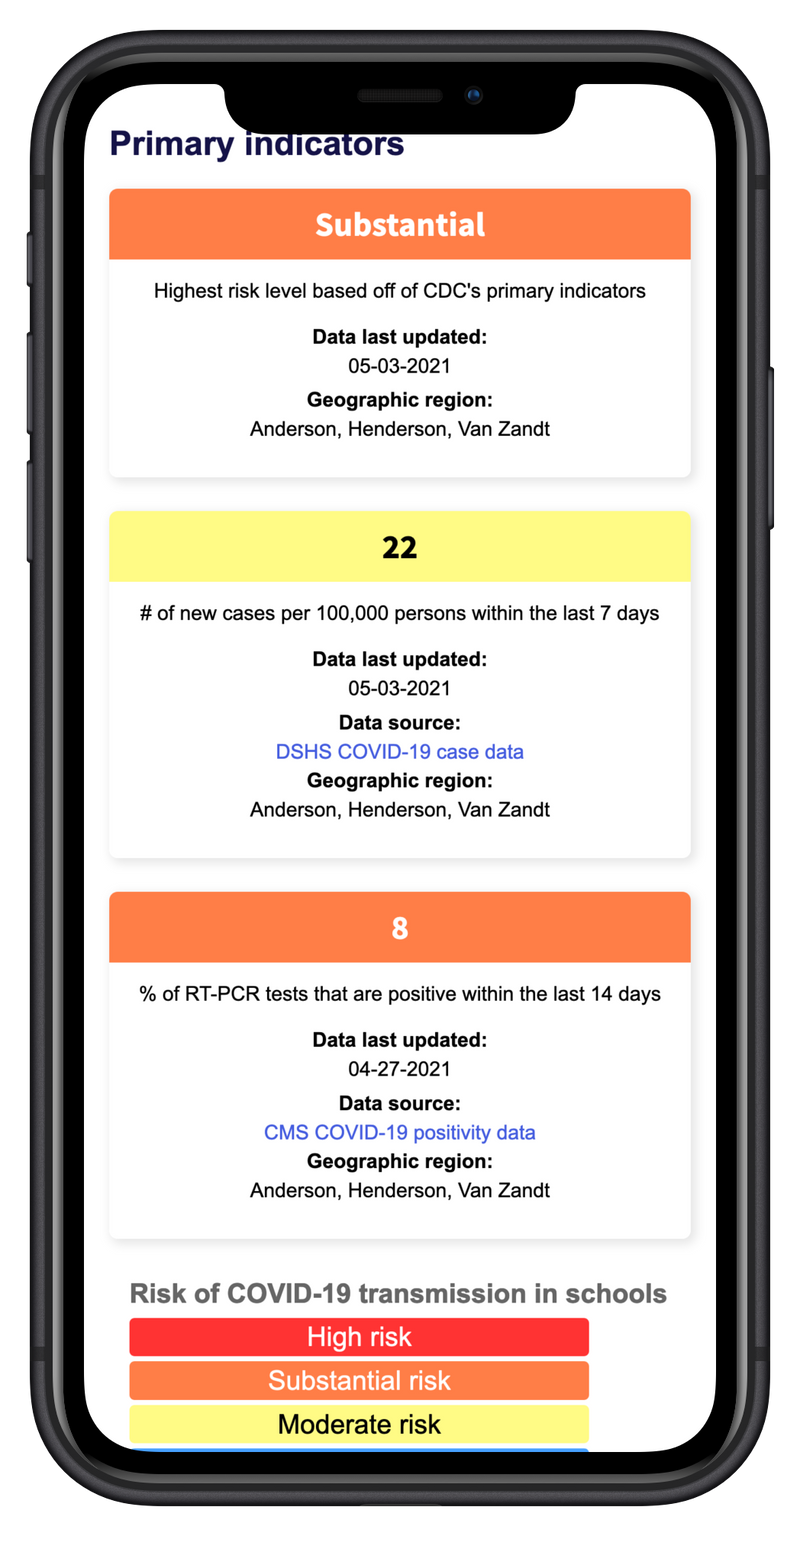 Primary indicators
Substantial
Highest risk level based off of CDC's primary indicators
Data last updated:
05-03-2021
Geographic region:
Anderson, Henderson, Van Zandt
22
# of new cases per 100,000 persons within the last 7 days
Data last updated:
05-03-2021
Data source:
DSHS COVID-19 case data
Geographic region:
Anderson, Henderson, Van Zandt
8
% of RT-PCR tests that are positive within the last 14 days
Data last updated:
04-27-2021
Data source:
CMS COVID-19 positivity data
Geographic region:
Anderson, Henderson, Van Zandt
Risk of COVID-19 transmission in schools
High risk
Substantial risk
Moderate risk